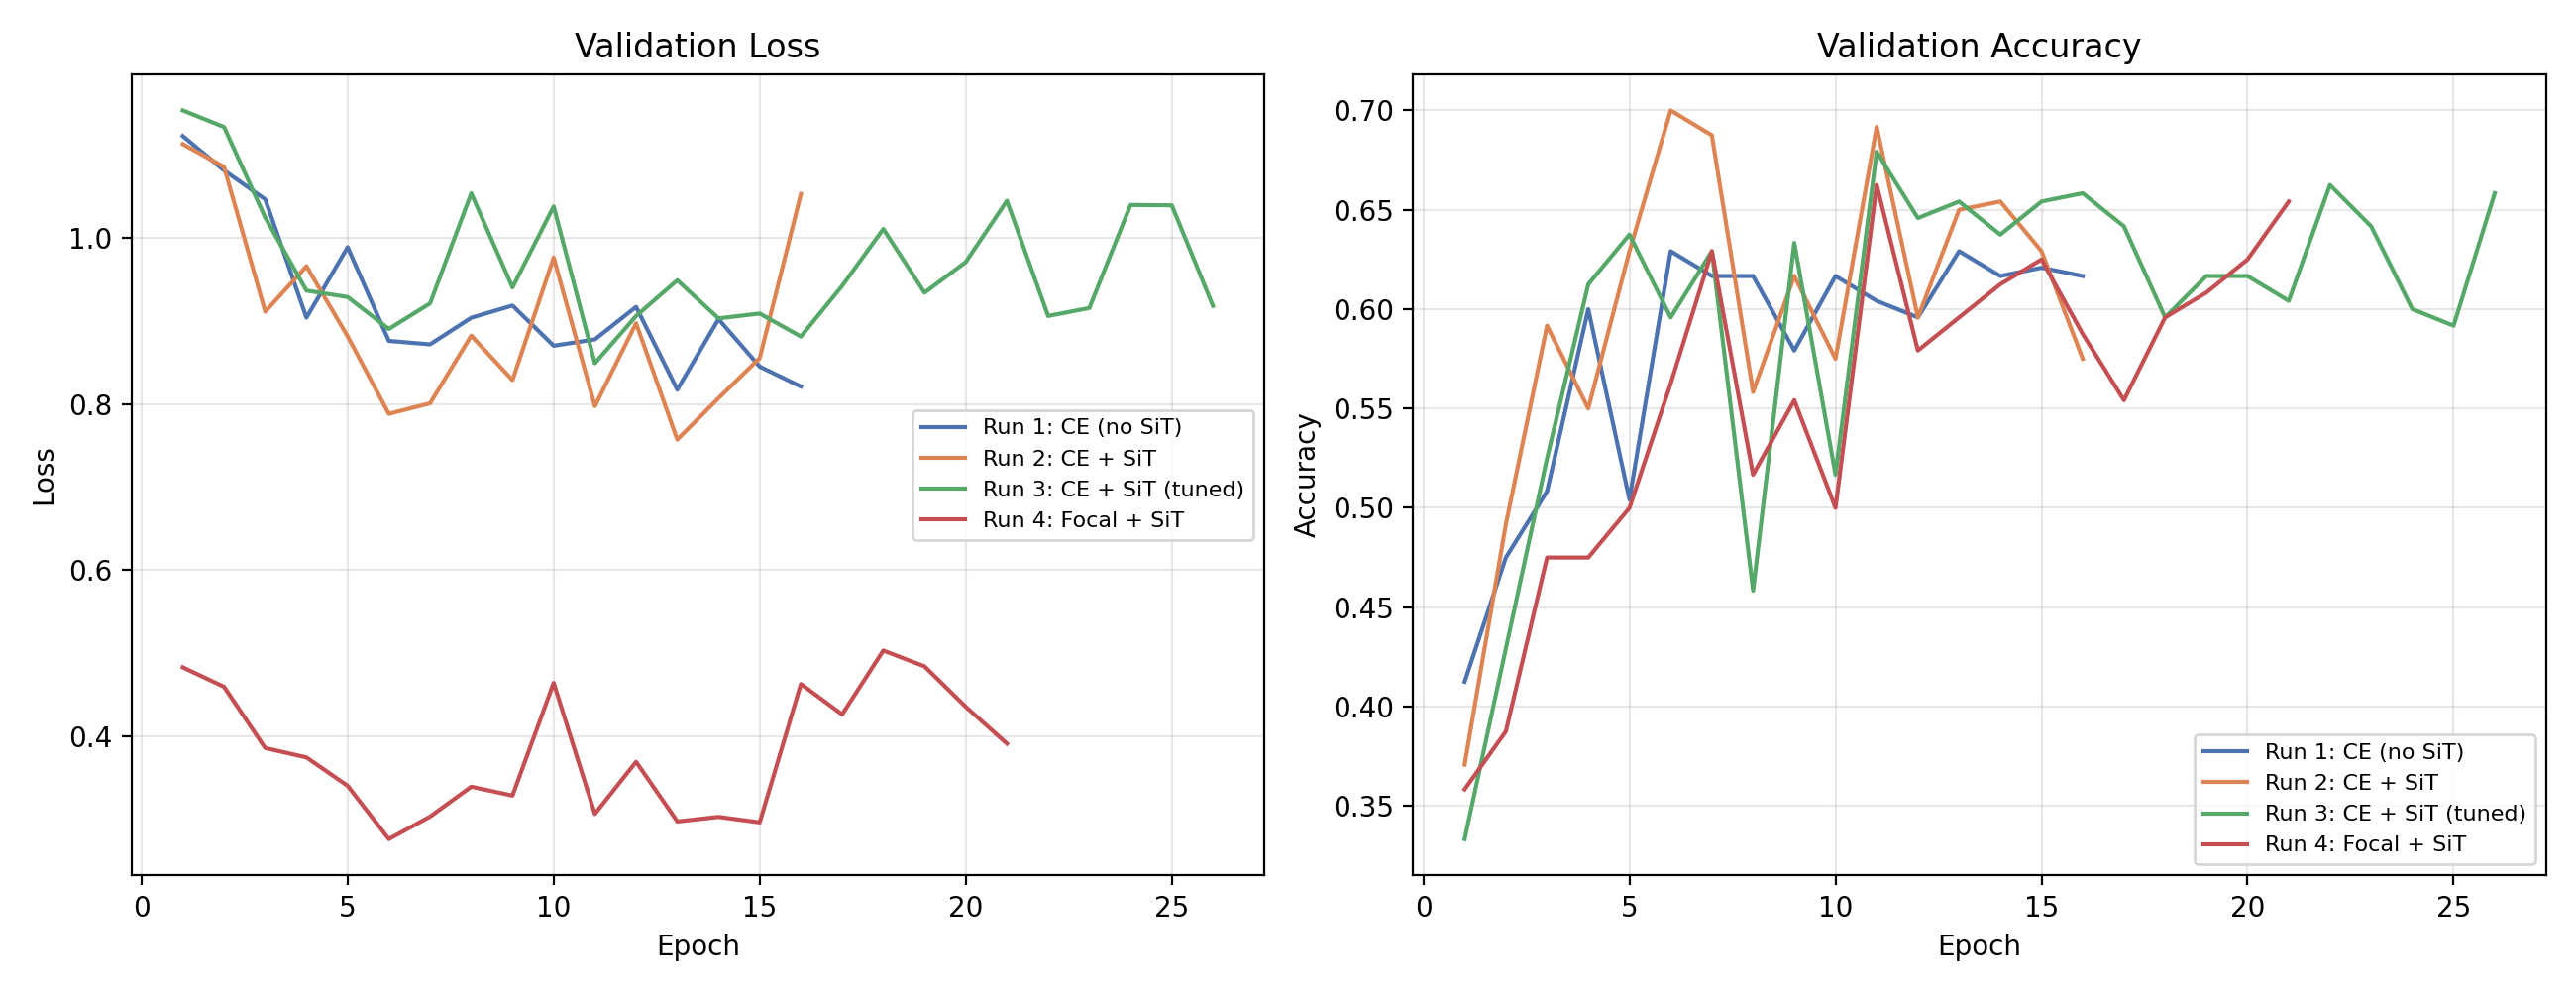 Validation Loss
Loss
1.0
0.8
0.6
0.4
0 5 10 15 20 25
Epoch
Run 1: CE (no SiT)
Run 2: CE + SiT
Run 3: CE + SiT (tuned)
Run 4: Focal + SiT
Validation Accuracy
Accuracy
0.70
0.65
0.60
0.55
0.50
0.45
0.40
0.35
0 5 10 15 20 25
Epoch
Run 1: CE (no SiT)
Run 2: CE + SiT
Run 3: CE + SiT (tuned)
Run 4: Focal + SiT